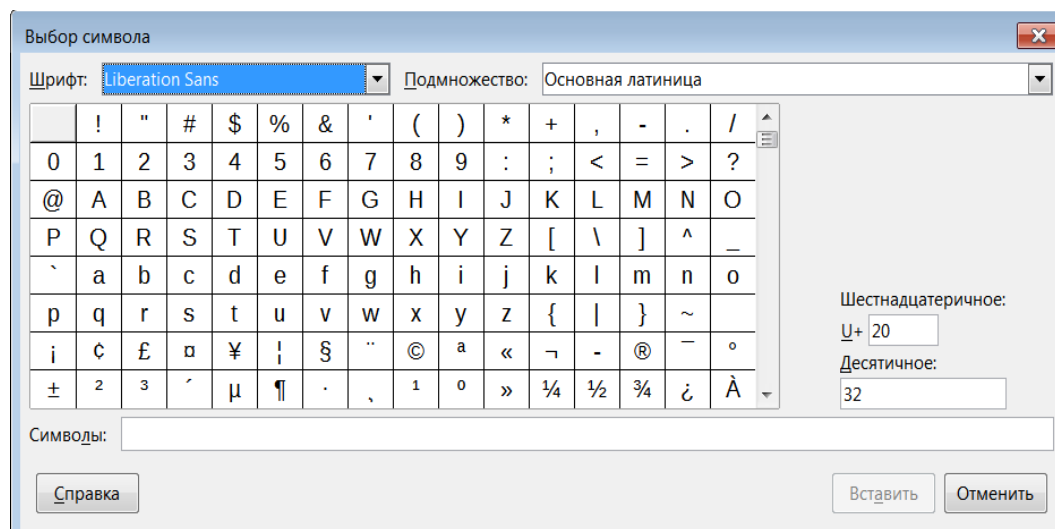 Выбор символа
Шрифт: Liberation Sans Подмножество: Основная латиница
! " # $ % & ' ( ) * + , - . /
0 1 2 3 4 5 6 7 8 9 : ; < = > ?
@ A B C D E F G H I J K L M N O
P Q R S T U V W X Y Z [ \ ] ^ _
` a b c d e f g h i j k l m n o
p q r s t u v w x y z { | } ~
¡ ¢ £ ¤ ¥ ¦ § ¨ © ª « ¬ - ® ¯ °
± ² ³ ´ µ ¶ · ¸ ¹ º » ¼ ½ ¾ ¿ À
Шестнадцатеричное:
U+ 20
Десятичное:
32
Символы:
Справка Вставить Отменить